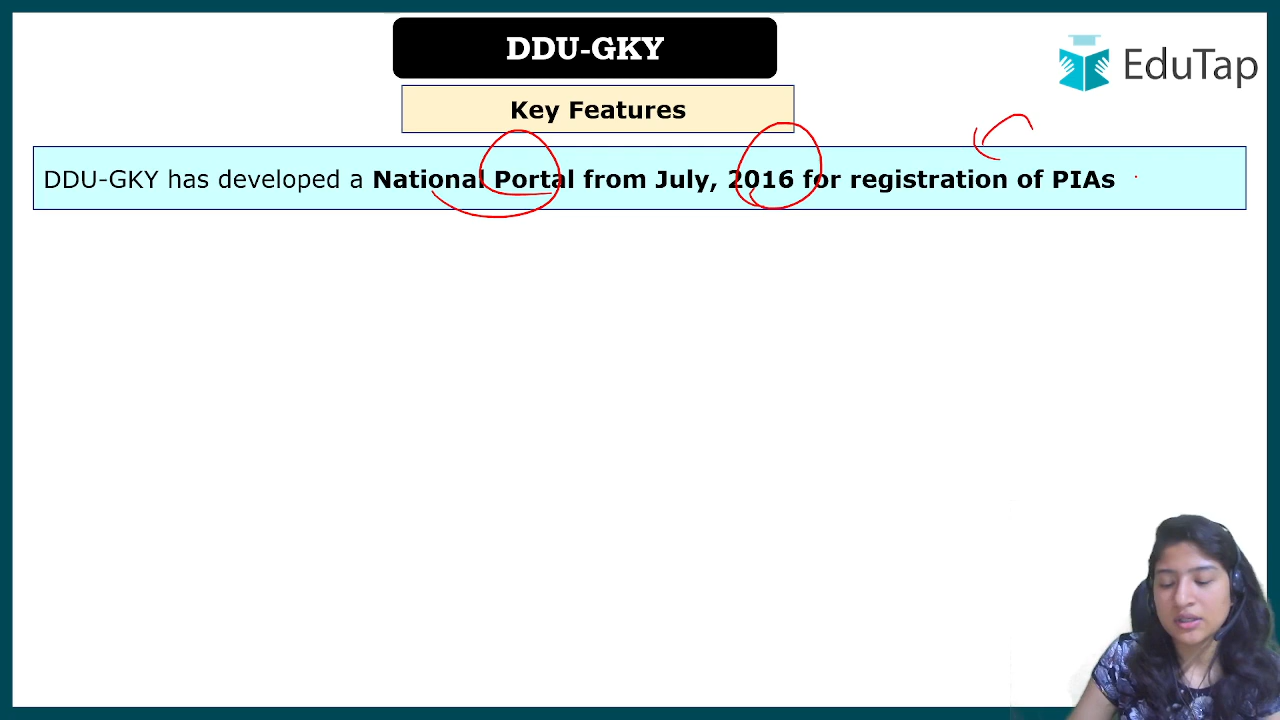 DDU-GKY
EduTap
Key Features
DDU-GKY has developed a National Portal from July, 2016 for registration of PIAs